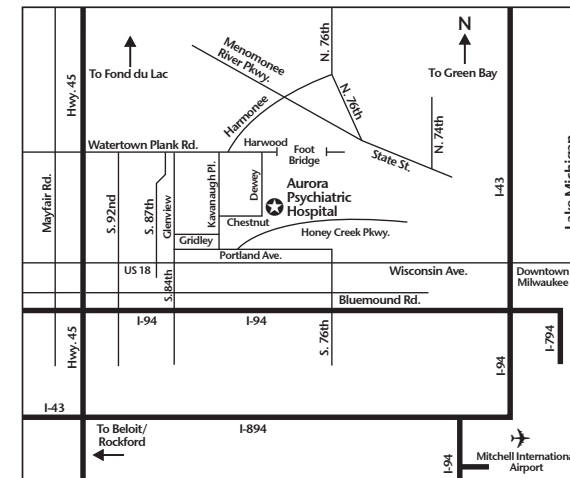 N
N. 76th
Menomonee
River Pkwy.
To Fond du Lac
To Green Bay
Hwy. 45
Harmonee
N. 76th
N. 74th
Watertown Plank Rd.
Harwood
Foot
Bridge
State St.
I-43
Lake Michigan
Mayfair Rd.
S. 92nd
S. 87th
Glenview
Kavanaugh Pl.
Dewey
Aurora
Psychiatric
Hospital
Chestnut
Honey Creek Pkwy.
Gridley
Portland Ave.
US 18
Wisconsin Ave.
Downtown
Milwaukee
S. 84th
Bluemound Rd.
I-94
I-94
Hwy. 45
S. 76th
I-94
I-794
I-43
I-894
To Beloit/
Rockford
I-94
Mitchell International
Airport